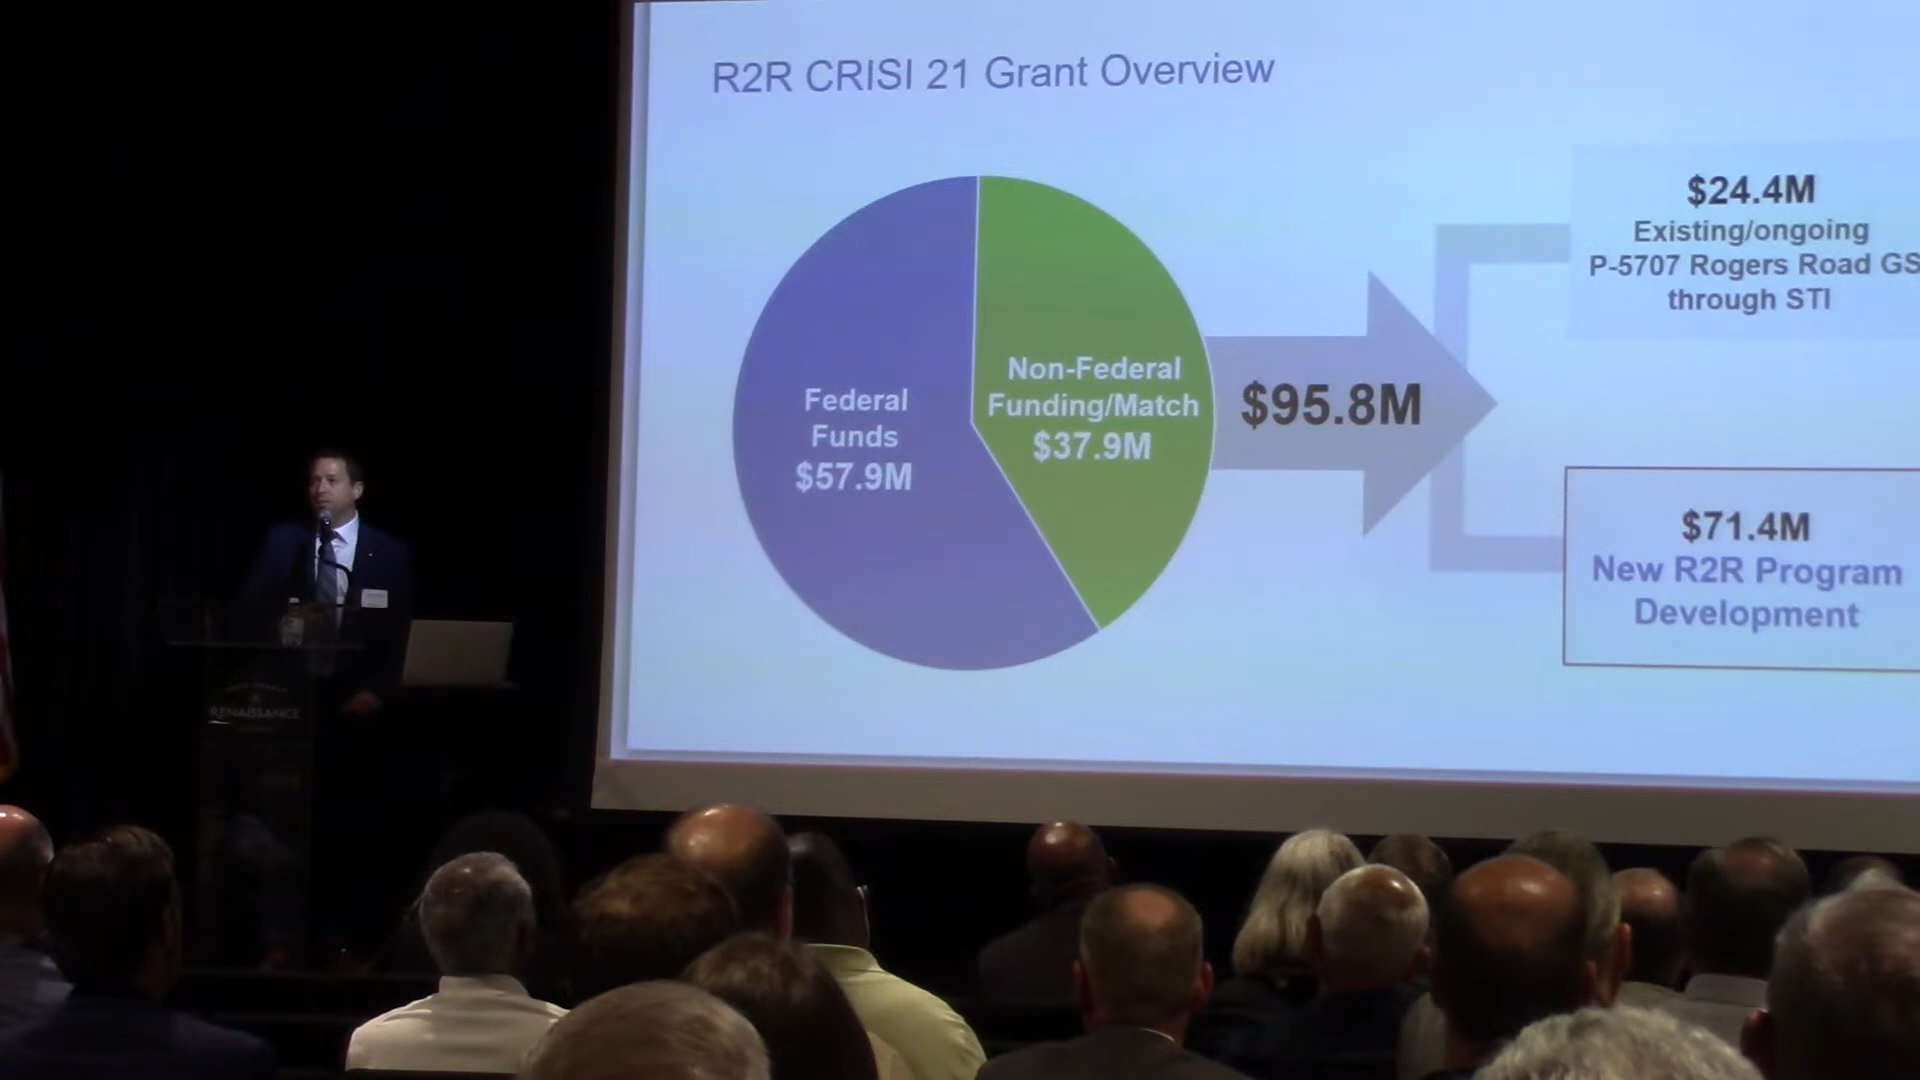 R2R CRISI 21 Grant Overview
Federal
Funds
$57.9M
Non-Federal
Funding/Match
$37.9M
$95.8M
$24.4M
Existing/ongoing
P-5707 Rogers Road GS
through STI
$71.4M
New R2R Program
Development
RENAISSANCE